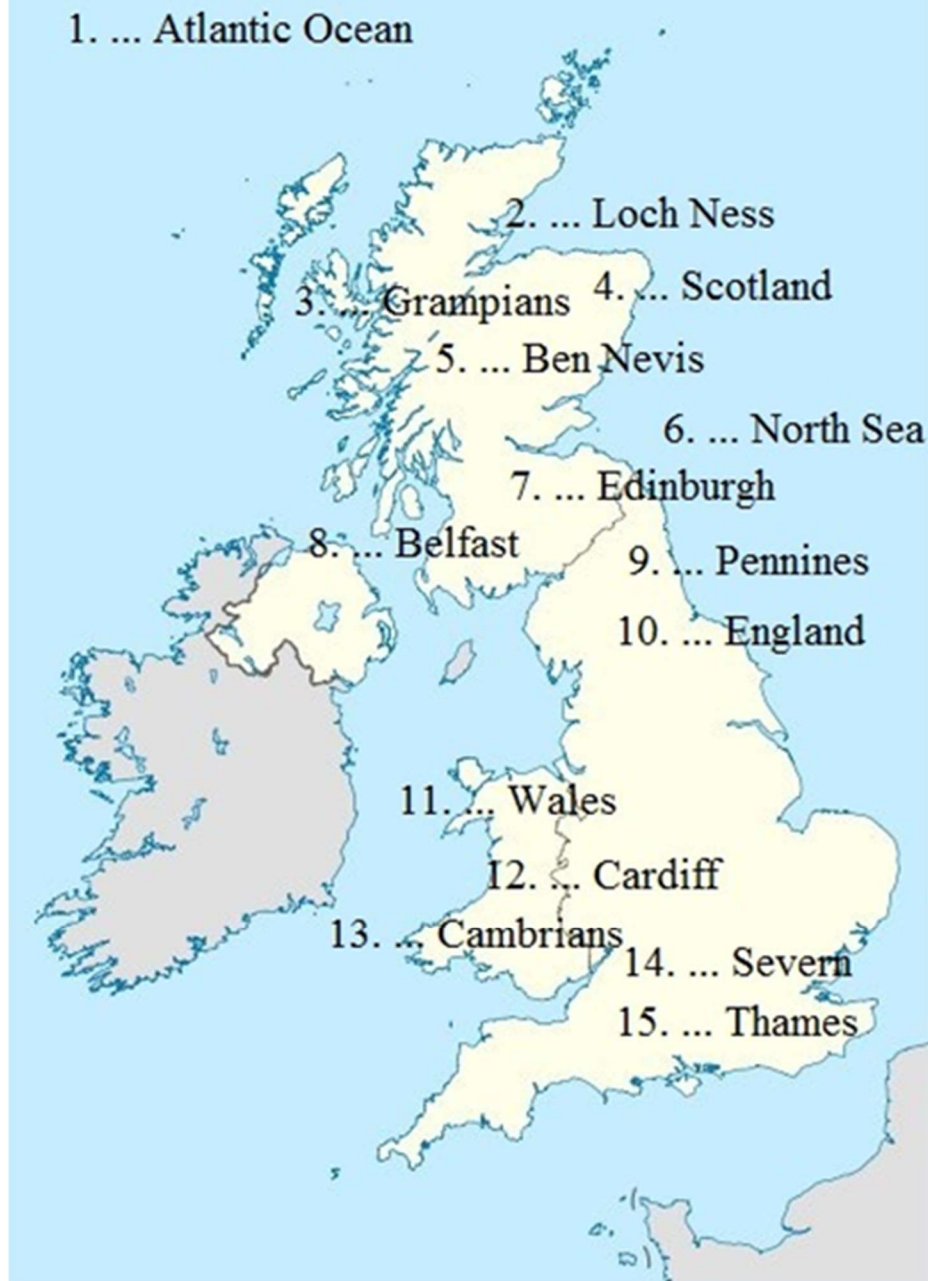 1. ... Atlantic Ocean
2. ... Loch Ness
3. ... Grampians
4. ... Scotland
5. ... Ben Nevis
6. ... North Sea
7. ... Edinburgh
8. ... Belfast
9. ... Pennines
10. ... England
11. ... Wales
12. ... Cardiff
13. ... Cambrians
14. ... Severn
15. ... Thames